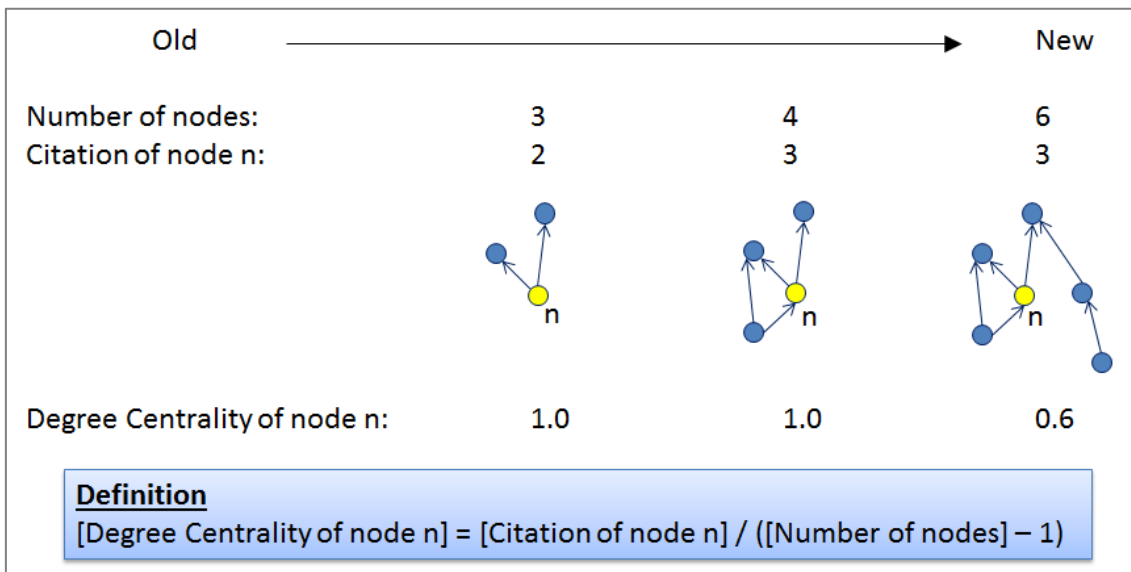 Old New
Number of nodes: 3 4 6
Citation of node n: 2 3 3
n n n
Degree Centrality of node n: 1.0 1.0 0.6
Definition
[Degree Centrality of node n] = [Citation of node n] / ([Number of nodes] – 1)